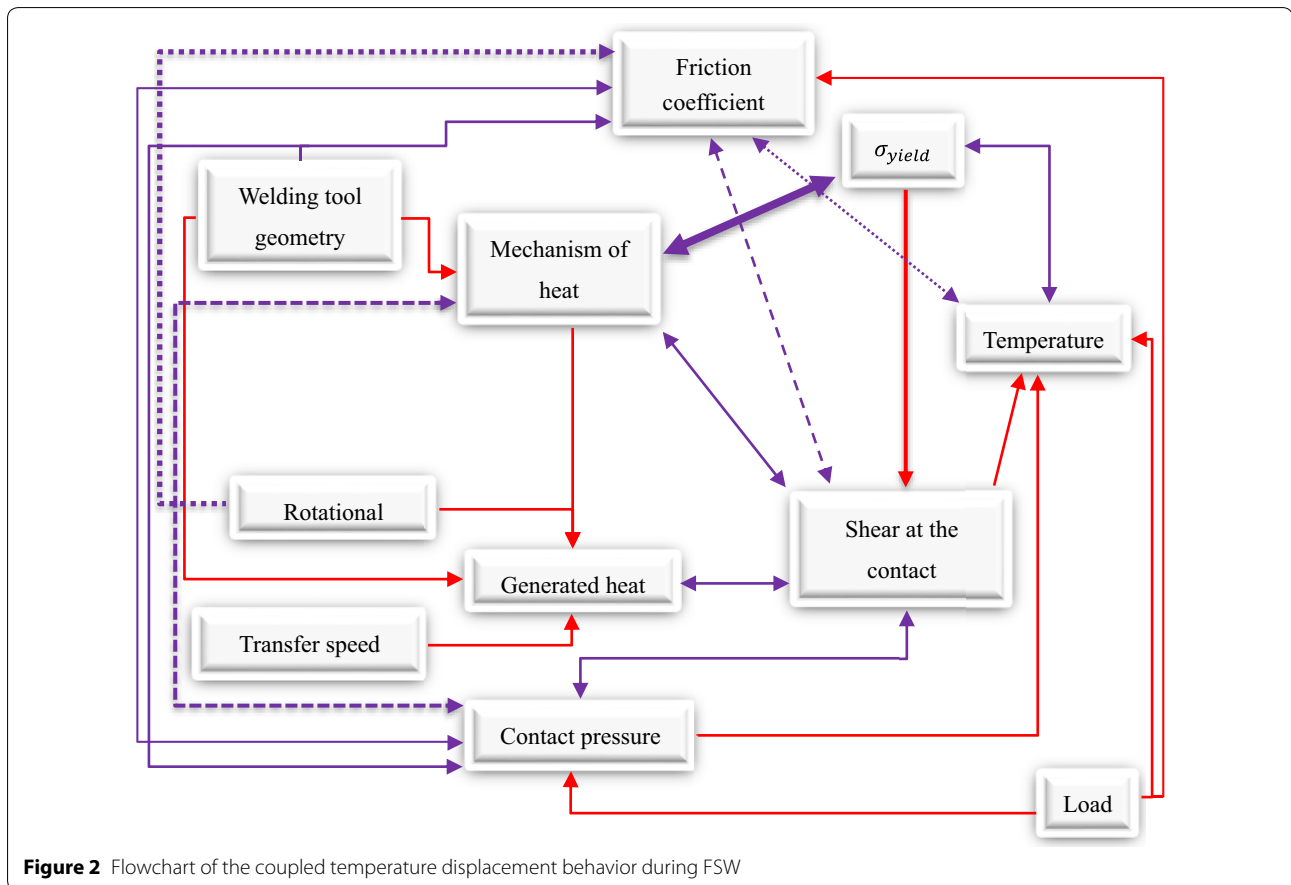 Friction
coefficient
σ_yield
Welding tool
geometry
Mechanism of
heat
Temperature
Rotational
Shear at the
contact
Generated heat
Transfer speed
Contact pressure
Load
Figure 2 Flowchart of the coupled temperature displacement behavior during FSW